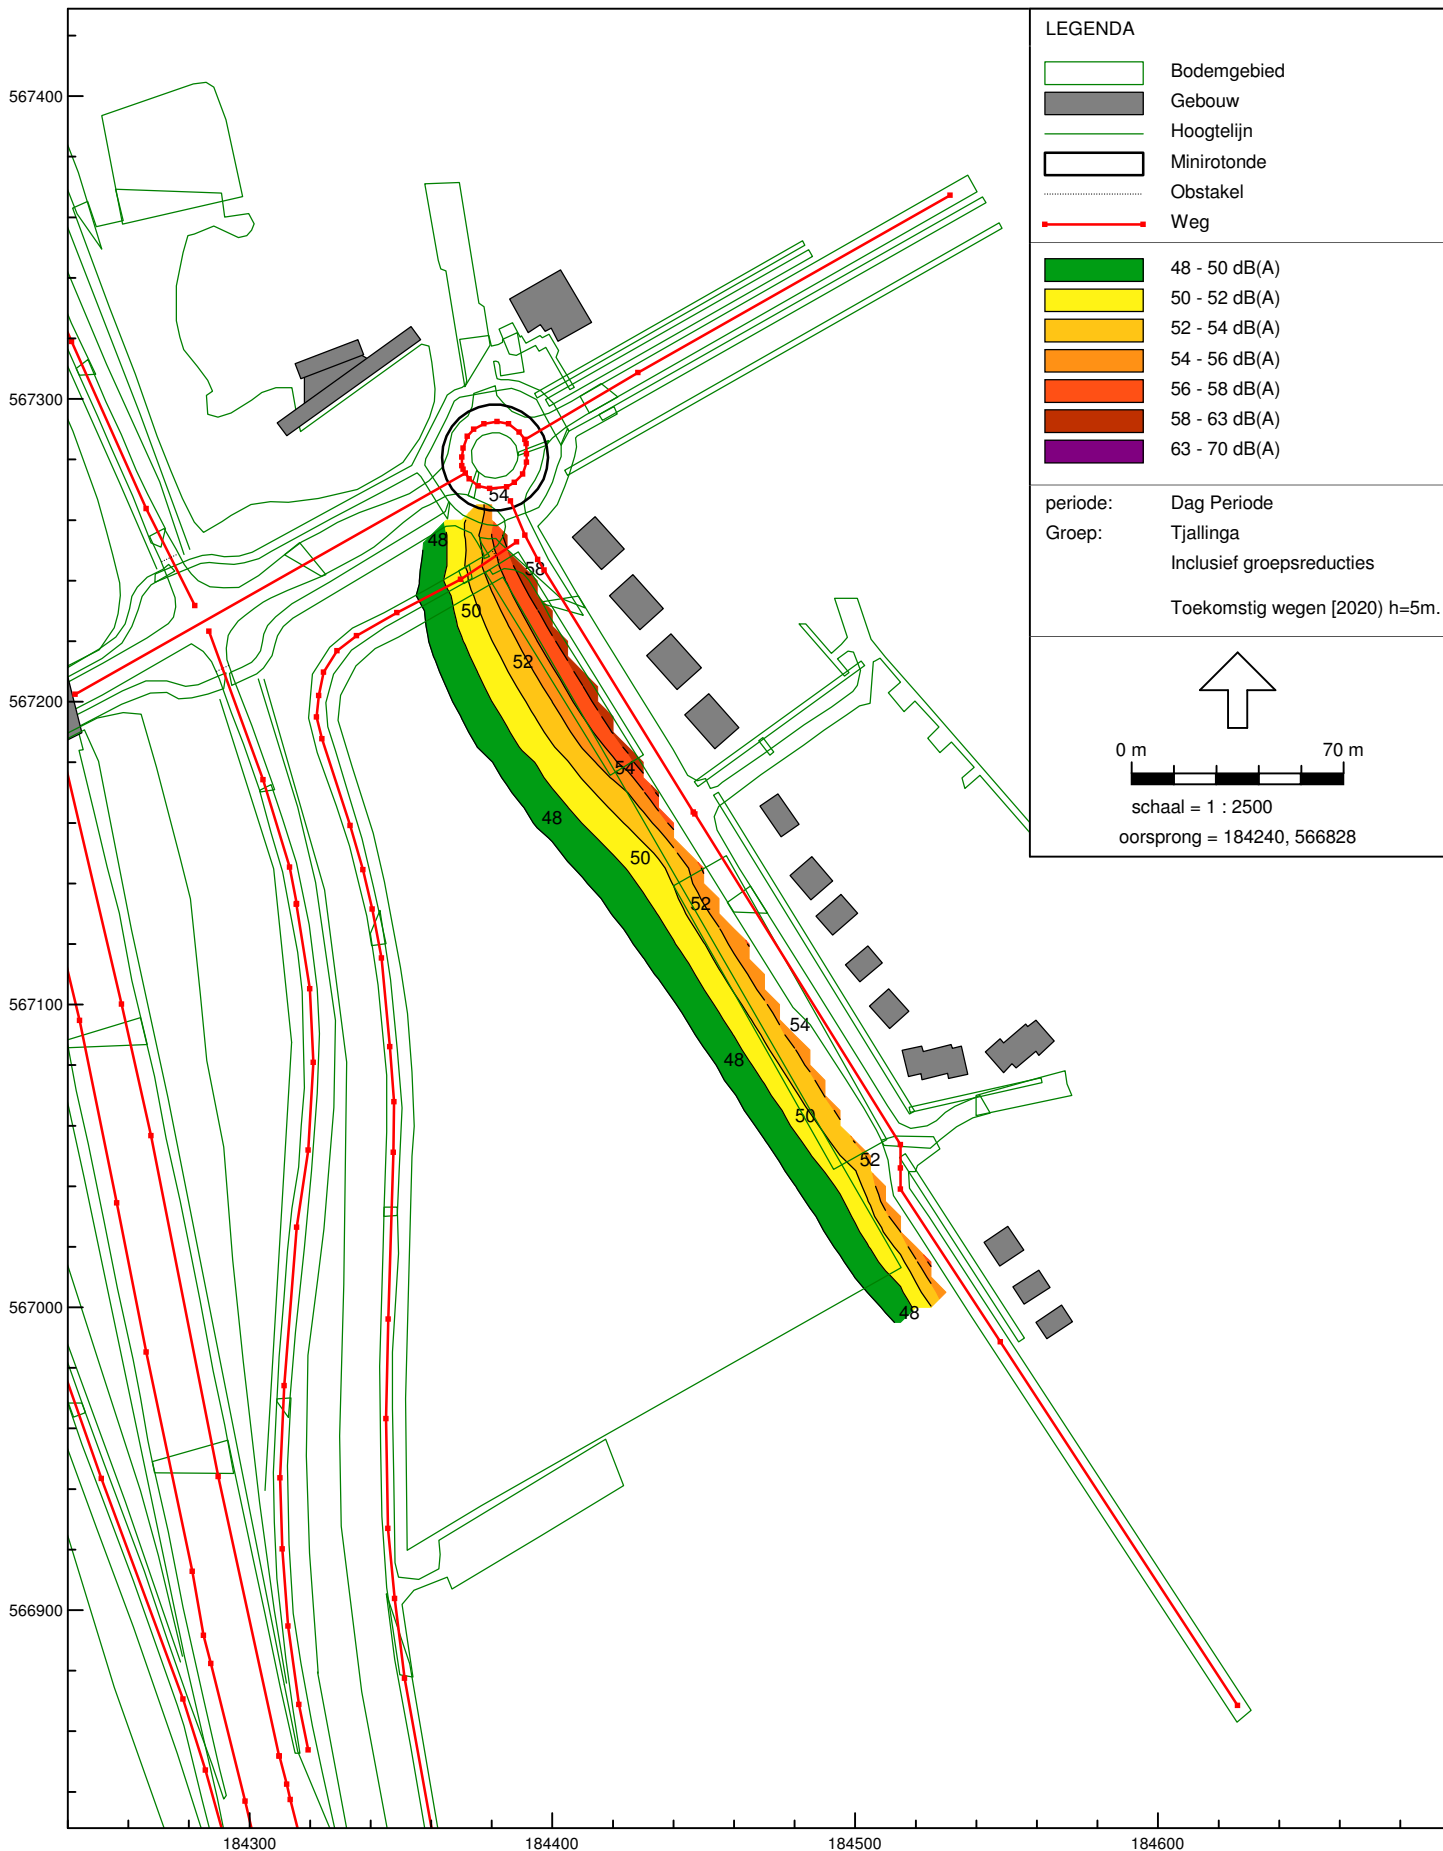 LEGENDA
Bodemgebied
Gebouw
Hoogtelijn
Minirotonde
Obstakel
Weg
48 - 50 dB(A)
50 - 52 dB(A)
52 - 54 dB(A)
54 - 56 dB(A)
56 - 58 dB(A)
58 - 63 dB(A)
63 - 70 dB(A)
periode: Dag Periode
Groep: Tjallinga
Inclusief groepsreducties
Toekomstig wegen [2020) h=5m.
0 m 70 m
schaal = 1 : 2500
oorsprong = 184240, 566828
567400
567300
567200
567100
567000
566900
184300 184400 184500 184600
54
48
58
50
52
54
48
50
52
54
48
50
52
48